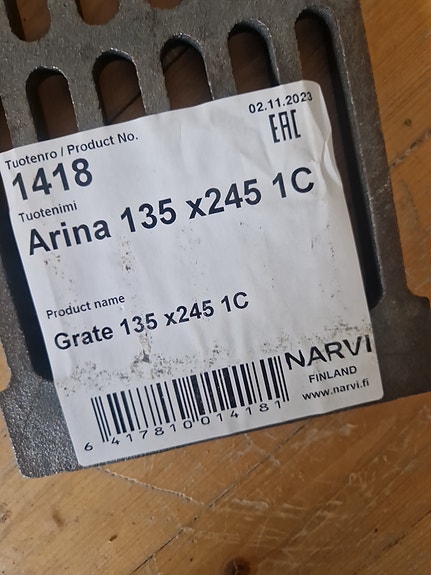 02.11.2023
EAC
Tuotenro / Product No.
1418
Tuotenimi
Arina 135 x245 1C
Product name
Grate 135 x245 1C
NARVI
FINLAND
www.narvi.fi
6 417810 014181